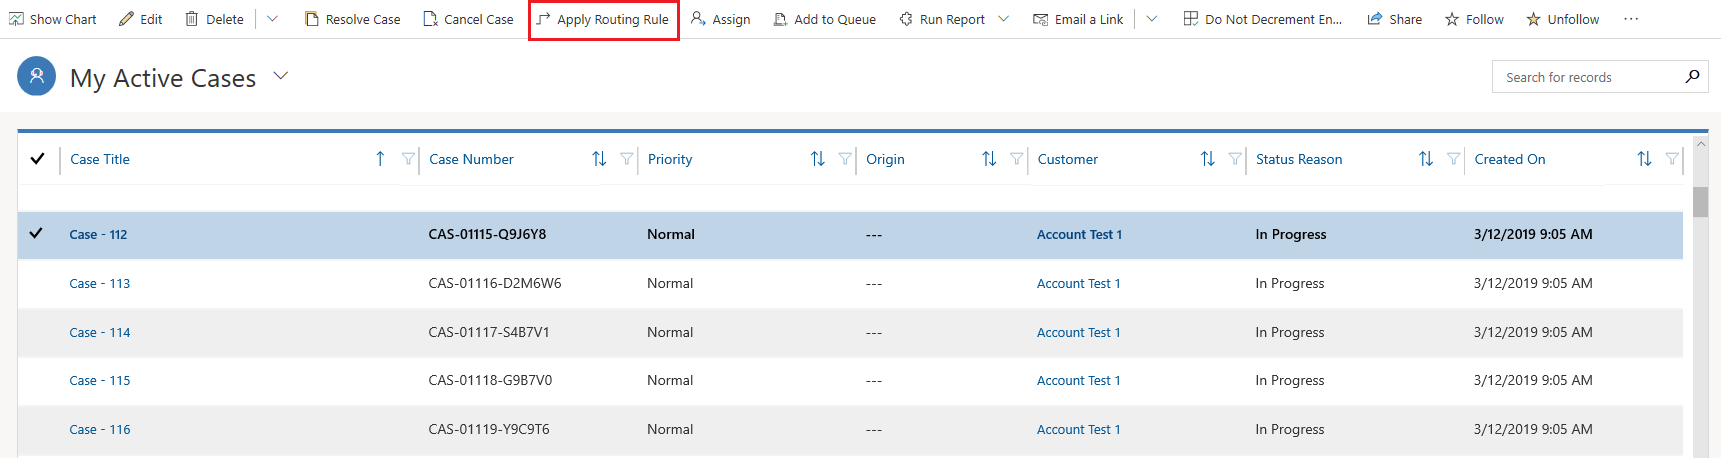 Show Chart Edit Delete Resolve Case Cancel Case Apply Routing Rule Assign Add to Queue Run Report Email a Link Do Not Decrement En... Share Follow Unfollow ...
My Active Cases
Search for records
Case Title Case Number Priority Origin Customer Status Reason Created On
Case - 112 CAS-01115-Q9J6Y8 Normal --- Account Test 1 In Progress 3/12/2019 9:05 AM
Case - 113 CAS-01116-D2M6W6 Normal --- Account Test 1 In Progress 3/12/2019 9:05 AM
Case - 114 CAS-01117-S4B7V1 Normal --- Account Test 1 In Progress 3/12/2019 9:05 AM
Case - 115 CAS-01118-G9B7V0 Normal --- Account Test 1 In Progress 3/12/2019 9:05 AM
Case - 116 CAS-01119-Y9C9T6 Normal --- Account Test 1 In Progress 3/12/2019 9:05 AM